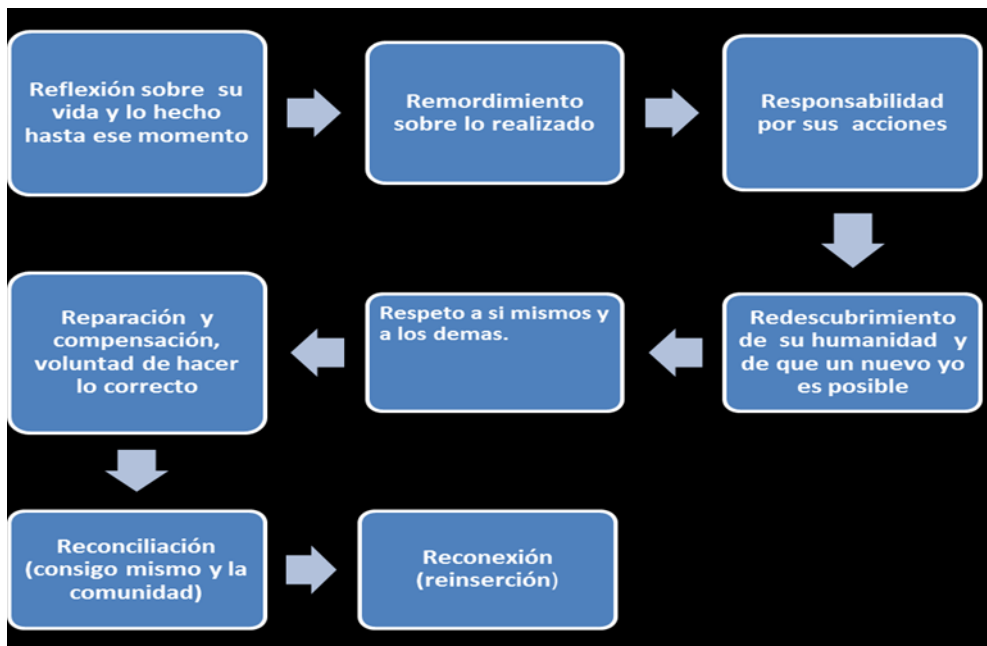 Reflexión sobre su
vida y lo hecho
hasta ese momento
Remordimiento
sobre lo realizado
Responsabilidad
por sus acciones
Redescubrimiento
de su humanidad y
de que un nuevo yo
es posible
Respeto a si mismos y
a los demas.
Reparación y
compensación,
voluntad de hacer
lo correcto
Reconciliación
(consigo mismo y la
comunidad)
Reconexión
(reinserción)